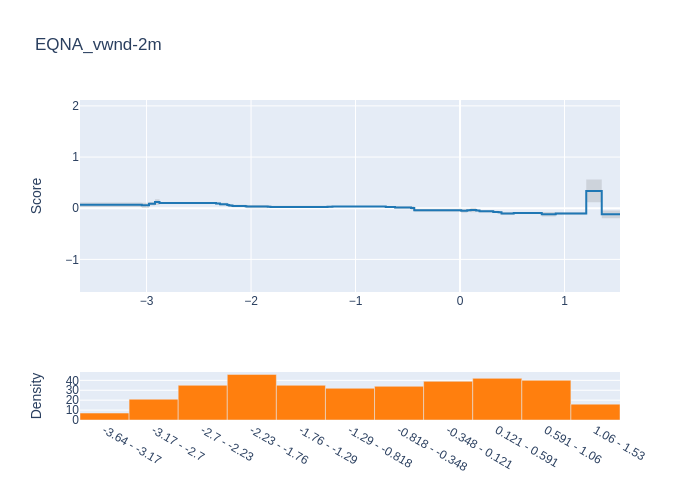 EQNA_vwnd-2m
Score
2
1
0
−1
−3
−2
−1
0
1
Density
40
30
20
10
0
-3.64 - -3.17
-3.17 - -2.7
-2.7 - -2.23
-2.23 - -1.76
-1.76 - -1.29
-1.29 - -0.818
-0.818 - -0.348
-0.348 - 0.121
0.121 - 0.591
0.591 - 1.06
1.06 - 1.53